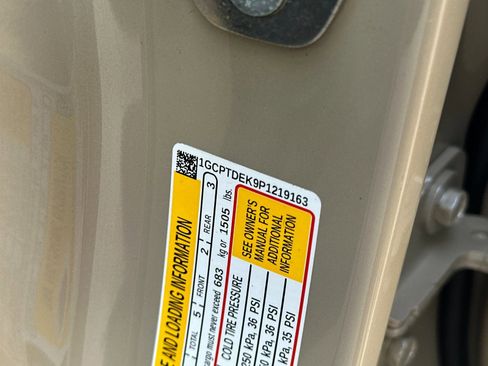 1GCPTDEK9P1219163
E AND LOADING INFORMATION
TOTAL 5 FRONT 2 REAR 3
cargo must never exceed 683 kg or 1505 lbs.
COLD TIRE PRESSURE
SEE OWNER'S
MANUAL FOR
ADDITIONAL
INFORMATION
250 kPa, 36 PSI
50 kPa, 36 PSI
kPa, 35 PSI